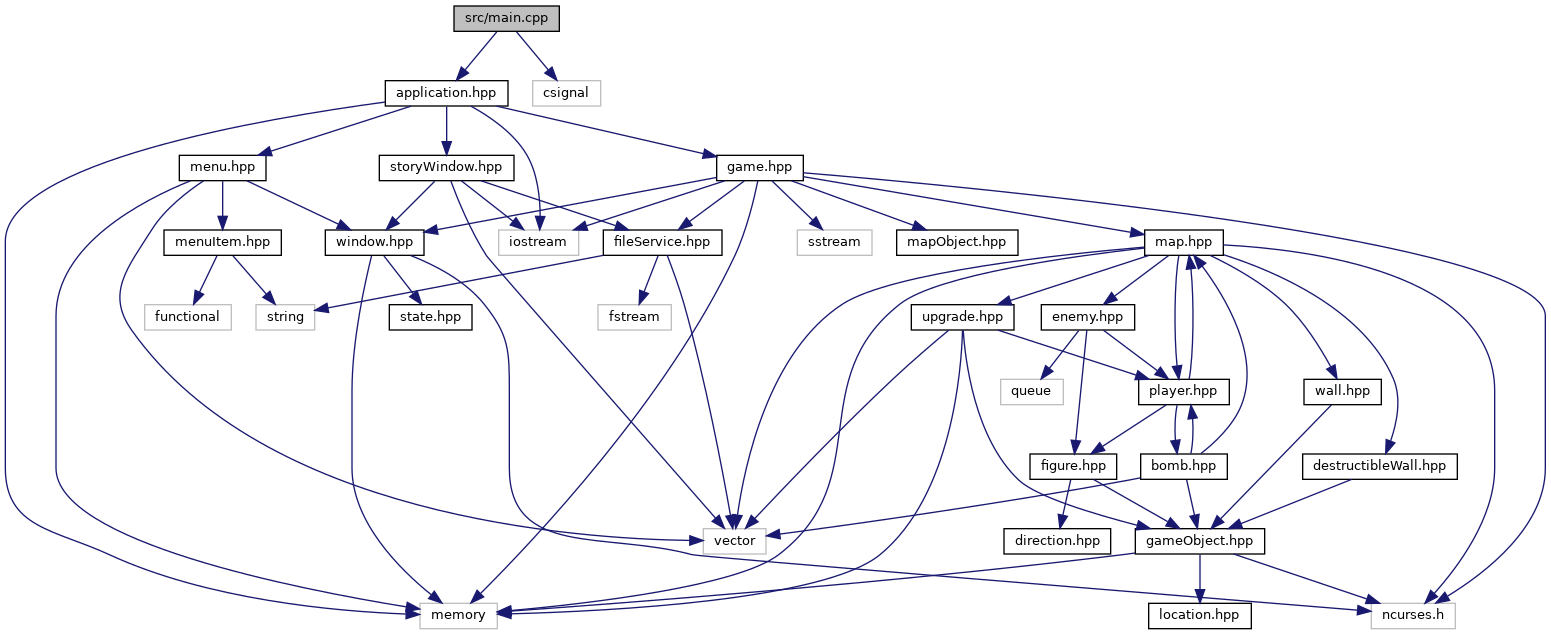 src/main.cpp
application.hpp
csignal
menu.hpp
storyWindow.hpp
game.hpp
menuItem.hpp
window.hpp
iostream
fileService.hpp
sstream
mapObject.hpp
map.hpp
functional
string
state.hpp
fstream
upgrade.hpp
enemy.hpp
queue
player.hpp
wall.hpp
figure.hpp
bomb.hpp
destructibleWall.hpp
vector
direction.hpp
gameObject.hpp
memory
location.hpp
ncurses.h